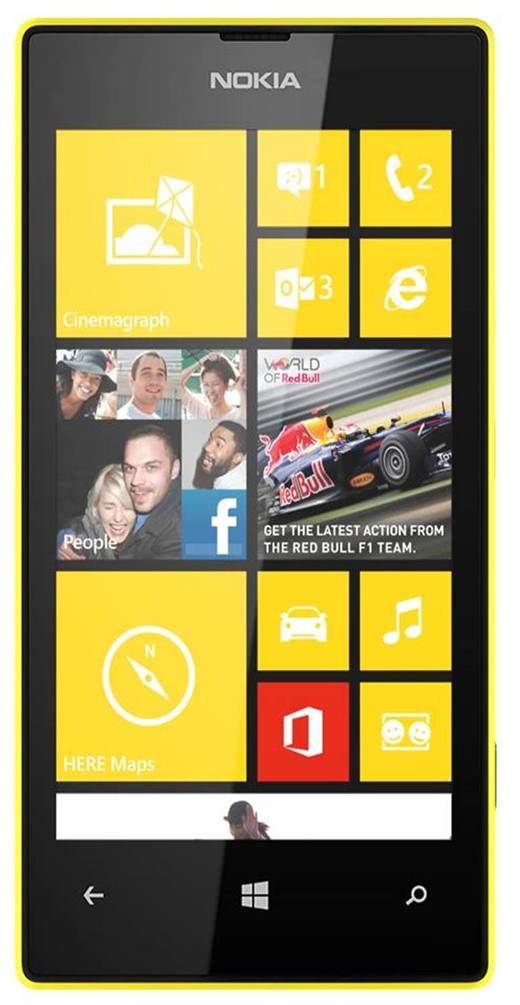 NOKIA
Cinemagraph
1
2
3
People
WORLD
OF Red Bull
Red Bull
GET THE LATEST ACTION FROM
THE RED BULL F1 TEAM.
N
HERE Maps